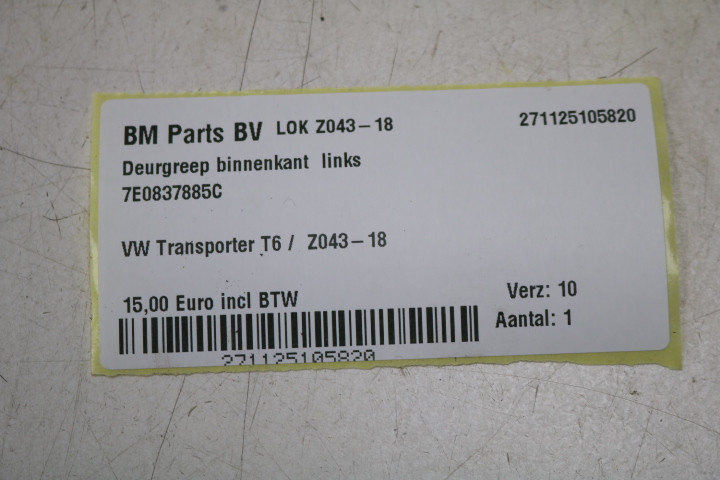 BM Parts BV LOK Z043-18 271125105820
Deurgreep binnenkant links
7E0837885C
VW Transporter T6 / Z043-18
15,00 Euro incl BTW Verz: 10
Aantal: 1
271125105820